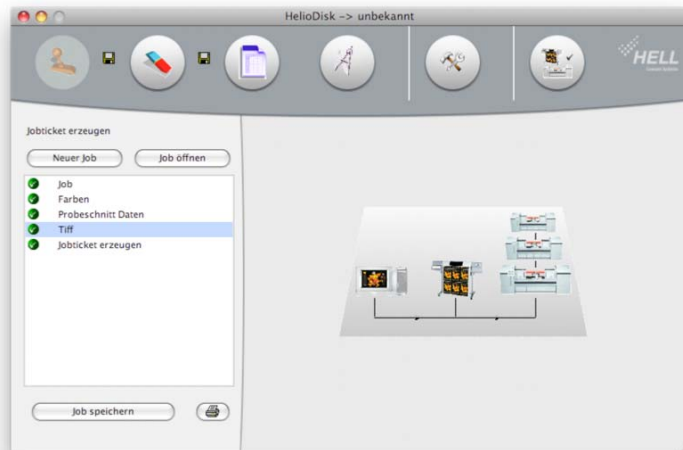 HelioDisk -> unbekannt
HELL
Jobticket erzeugen
Neuer Job
Job öffnen
Job
Farben
Probeschnitt Daten
Tiff
Jobticket erzeugen
Job speichern